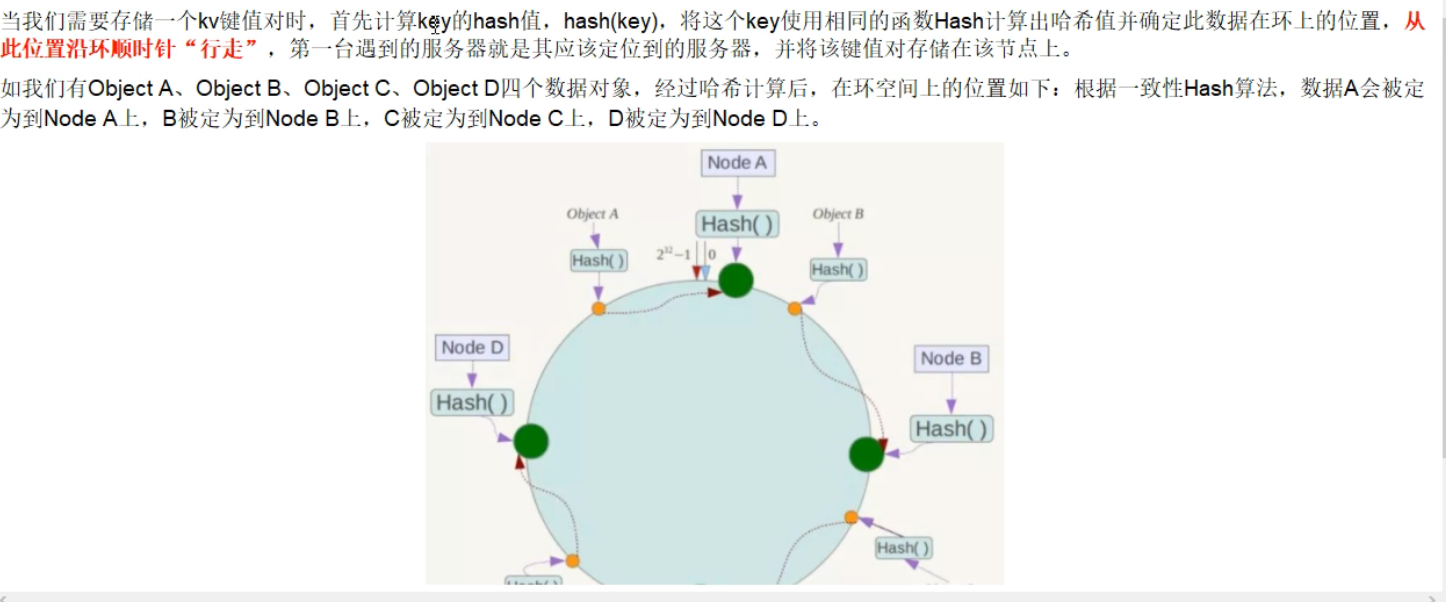 当我们需要存储一个kv键值对时，首先计算key的hash值，hash(key)，将这个key使用相同的函数Hash计算出哈希值并确定此数据在环上的位置，从
此位置沿环顺时针“行走”，第一台遇到的服务器就是其应该定位到的服务器，并将该键值对存储在该节点上。
如我们有Object A、Object B、Object C、Object D四个数据对象，经过哈希计算后，在环空间上的位置如下：根据一致性Hash算法，数据A会被定
为到Node A上，B被定为到Node B上，C被定为到Node C上，D被定为到Node D上。
Node A
Object A
Hash( )
Object B
Hash( )
2³²−1
0
Hash( )
Node D
Node B
Hash( )
Hash( )
Hash( )